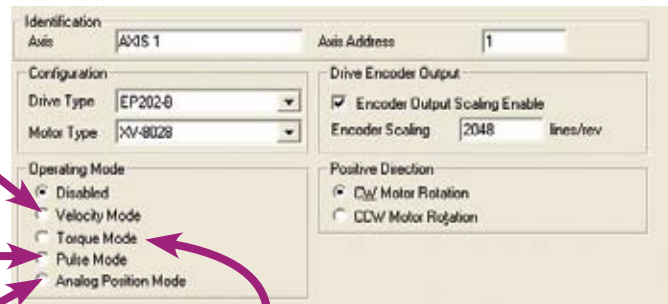 Identification
Axis AXIS 1 Axis Address 1
Configuration
Drive Type EP202-B
Motor Type XV-8028
Drive Encoder Output
Encoder Output Scaling Enable
Encoder Scaling 2048 lines/rev
Operating Mode
Disabled
Velocity Mode
Torque Mode
Pulse Mode
Analog Position Mode
Positive Direction
CW Motor Rotation
CCW Motor Rotation